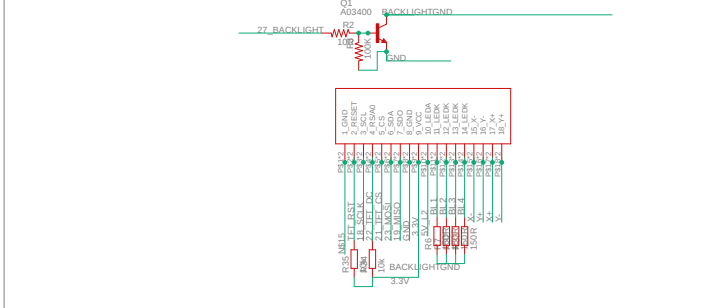 Q1
A03400
BACKLIGHTGND
R2
27_BACKLIGHT
100K
GND
1_GND
2_RESET
3_SCL
4_RS/A0
5_CS
6_SDA
7_SDO
8_GND
9_VCC
10_LEDA
11_LEDK
12_LEDK
13_LEDK
14_LEDK
15_X-
16_Y-
17_X+
18_Y+
TFT_RST
18_SCLK
22_TFT_DC
21_TFT_CS
23_MOSI
19_MISO
GND
3.3V
5V_L2
BL1
BL2
BL3
BL4
X-
Y+
X+
Y-
N$15
R6
150R
R35
10k
BACKLIGHTGND
3.3V